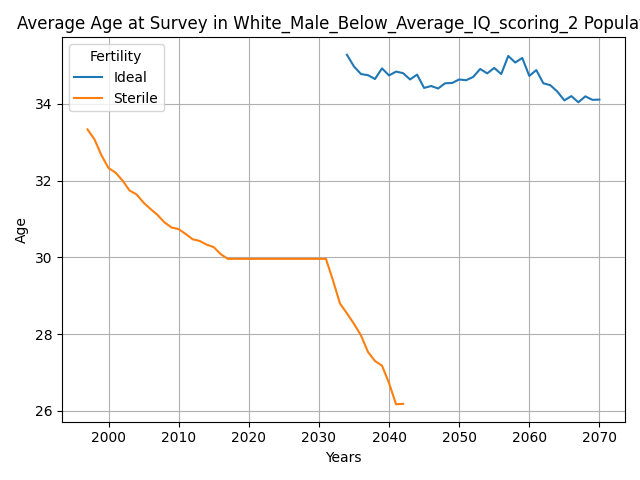 Average Age at Survey in White_Male_Below_Average_IQ_scoring_2 Populat
Fertility
Ideal
Sterile
Age
34
32
30
28
26
2000 2010 2020 2030 2040 2050 2060 2070
Years